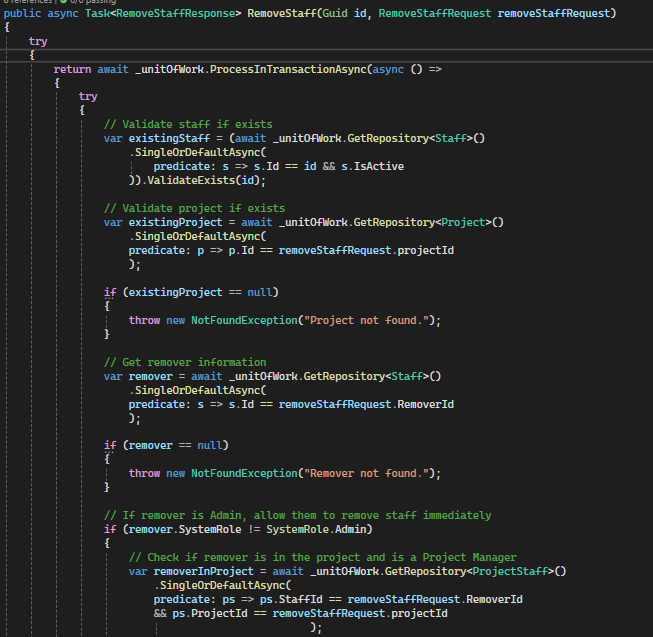 8 references | 0/0 passing
public async Task<RemoveStaffResponse> RemoveStaff(Guid id, RemoveStaffRequest removeStaffRequest)
{
try
{
return await _unitOfWork.ProcessInTransactionAsync(async () =>
{
try
{
// Validate staff if exists
var existingStaff = (await _unitOfWork.GetRepository<Staff>()
.SingleOrDefaultAsync(
predicate: s => s.Id == id && s.IsActive
)).ValidateExists(id);
// Validate project if exists
var existingProject = await _unitOfWork.GetRepository<Project>()
.SingleOrDefaultAsync(
predicate: p => p.Id == removeStaffRequest.projectId
);
if (existingProject == null)
{
throw new NotFoundException("Project not found.");
}
// Get remover information
var remover = await _unitOfWork.GetRepository<Staff>()
.SingleOrDefaultAsync(
predicate: s => s.Id == removeStaffRequest.RemoverId
);
if (remover == null)
{
throw new NotFoundException("Remover not found.");
}
// If remover is Admin, allow them to remove staff immediately
if (remover.SystemRole != SystemRole.Admin)
{
// Check if remover is in the project and is a Project Manager
var removerInProject = await _unitOfWork.GetRepository<ProjectStaff>()
.SingleOrDefaultAsync(
predicate: ps => ps.StaffId == removeStaffRequest.RemoverId
&& ps.ProjectId == removeStaffRequest.projectId
);